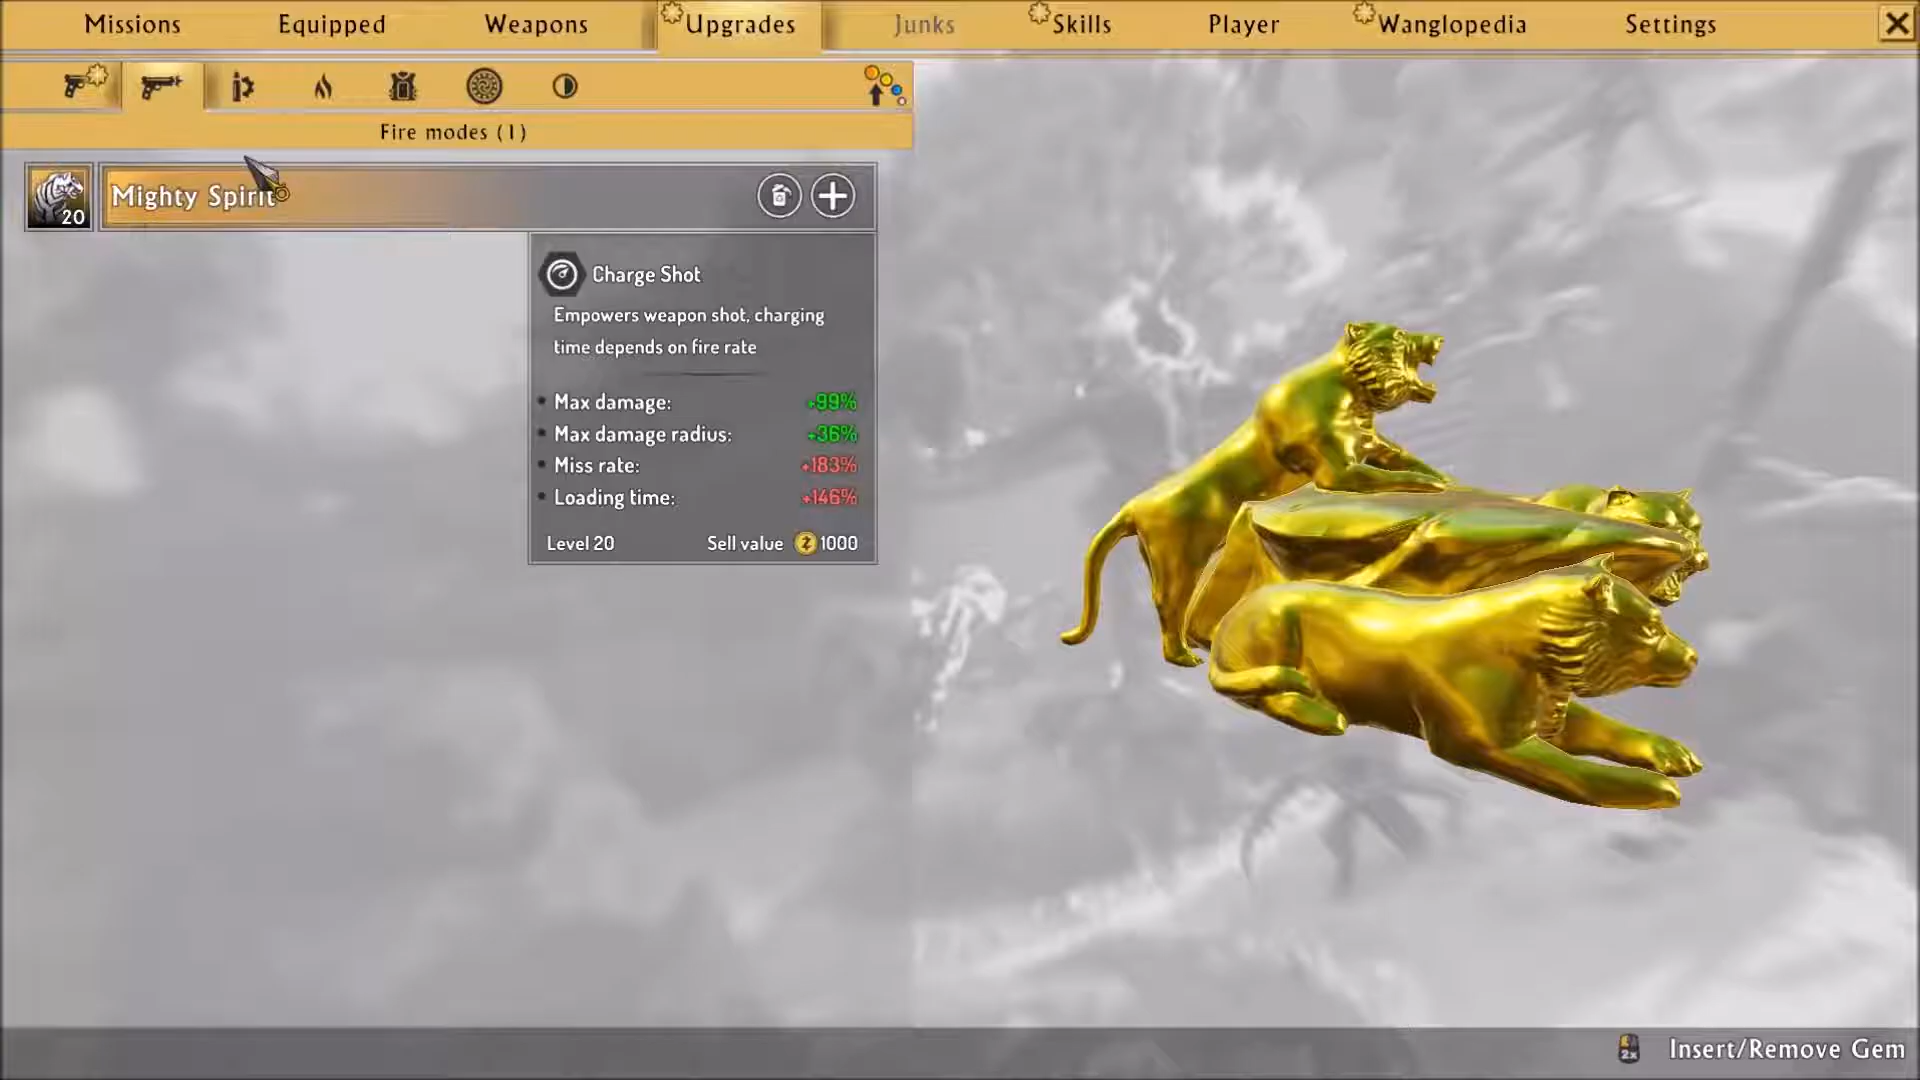 Missions Equipped Weapons Upgrades Junks Skills Player Wanglopedia Settings
Fire modes (1)
20 Mighty Spirit
Charge Shot
Empowers weapon shot, charging
time depends on fire rate
Max damage: +99%
Max damage radius: +36%
Miss rate: +183%
Loading time: +146%
Level 20 Sell value 1000
2x Insert/Remove Gem